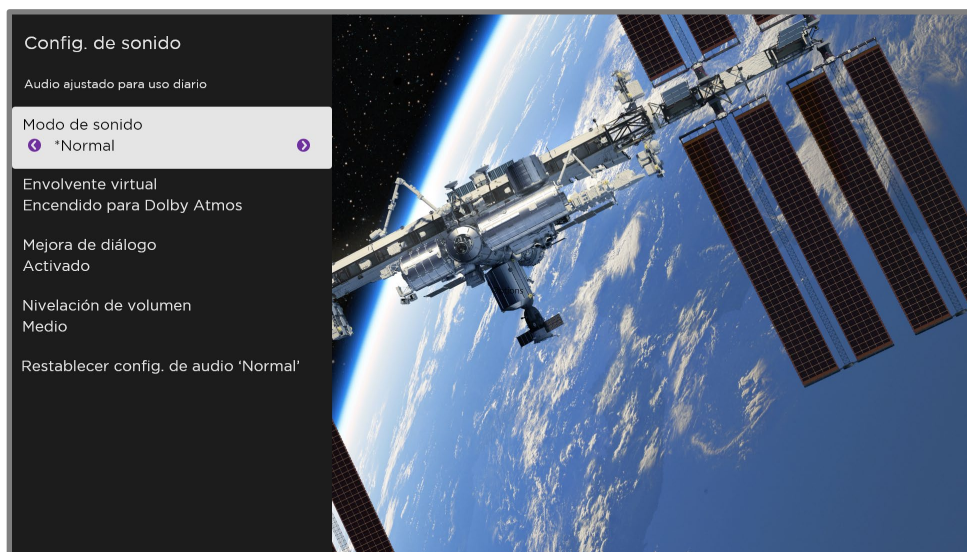 Config. de sonido
Audio ajustado para uso diario
Modo de sonido
*Normal
Envolvente virtual
Encendido para Dolby Atmos
Mejora de diálogo
Activado
Nivelación de volumen
Medio
Restablecer config. de audio ‘Normal’